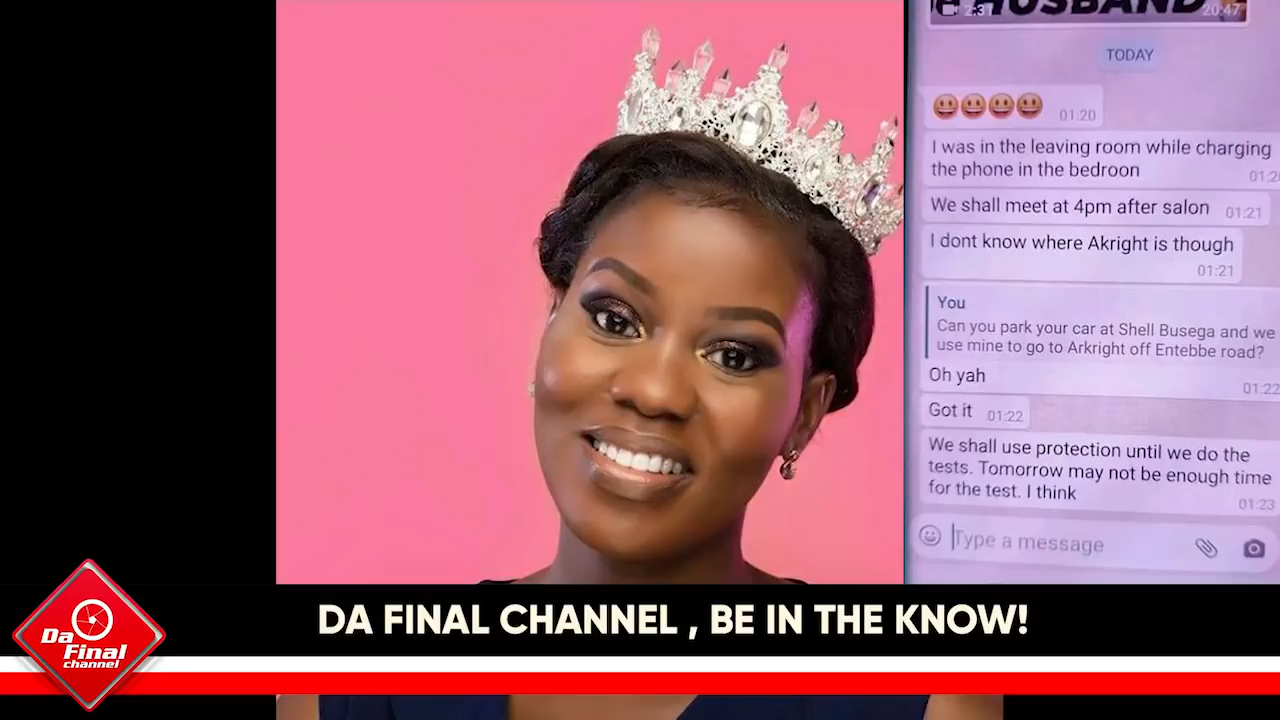 HUSBAND
2:31
20:47
TODAY
😃😃😃😃 01:20
I was in the leaving room while charging
the phone in the bedroon
We shall meet at 4pm after salon 01:21
I dont know where Akright is though
01:21
You
Can you park your car at Shell Busega and we
use mine to go to Arkright off Entebbe road?
Oh yah
01:22
Got it 01:22
We shall use protection until we do the
tests. Tomorrow may not be enough time
for the test. I think
01:23
Type a message
DA FINAL CHANNEL , BE IN THE KNOW!
Da
Final
channel